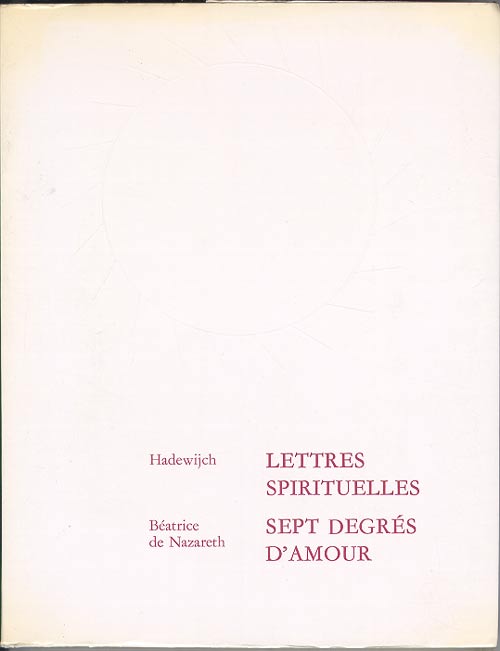 Hadewijch
LETTRES
SPIRITUELLES
Béatrice
de Nazareth
SEPT DEGRÉS
D'AMOUR